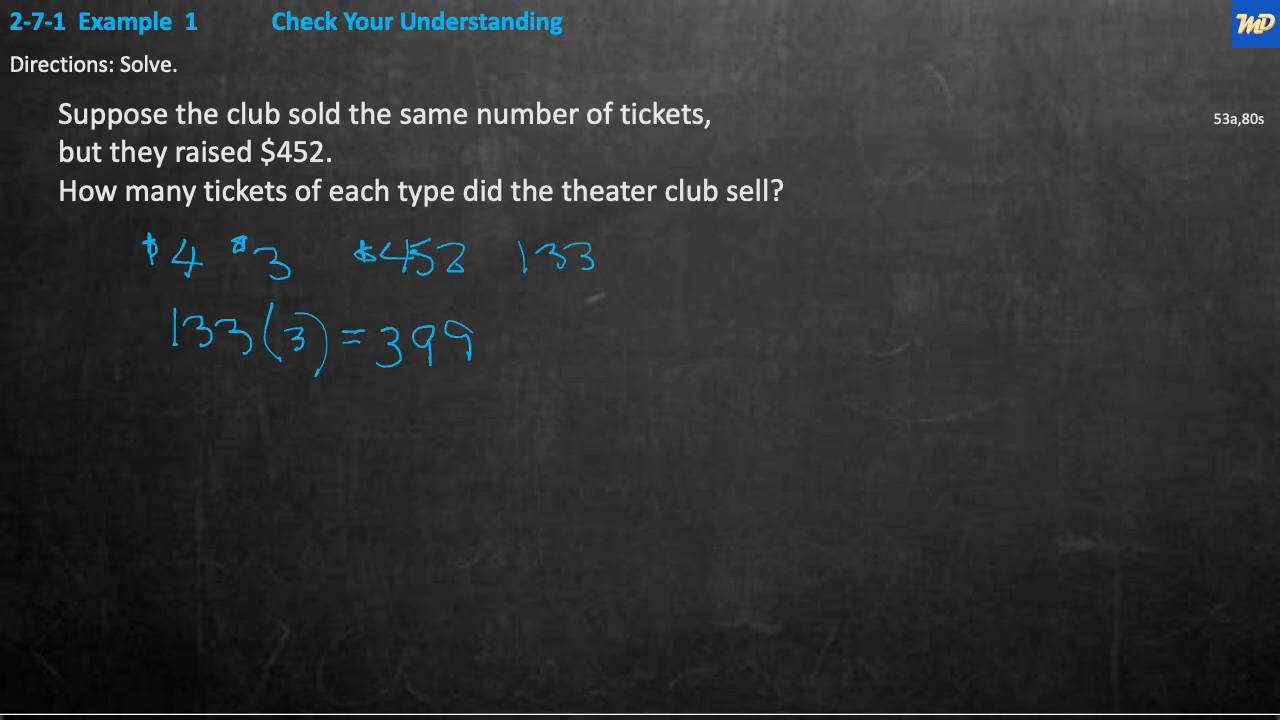 2-7-1 Example 1 Check Your Understanding
MD
Directions: Solve.
Suppose the club sold the same number of tickets,
53a,80s
but they raised $452.
How many tickets of each type did the theater club sell?
$4 $3 $452 133
133(3)=399